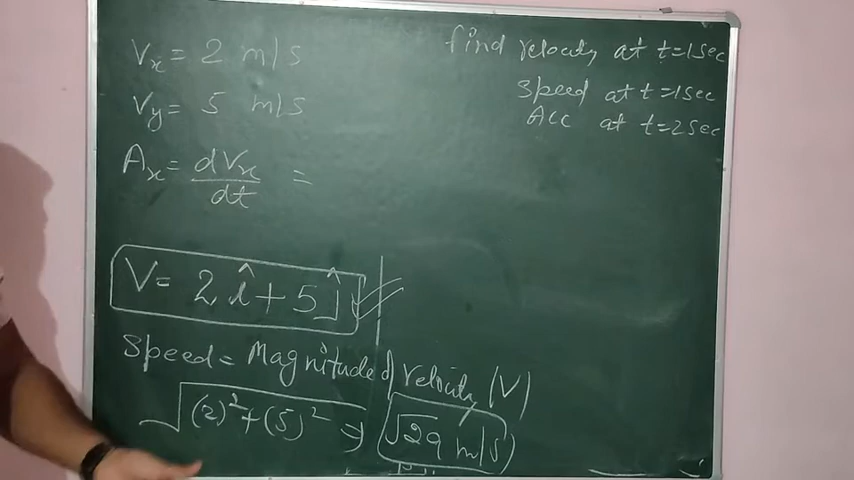 Vx = 2 m/s
Vy = 5 m/s
Ax = dVx/dt =
V = 2 î + 5 ĵ
Speed = Magnitude of velocity (V)
√(2)² + (5)² ⇒ √29 m/s
find velocity at t=1sec
Speed at t=1sec
Acc at t=2sec